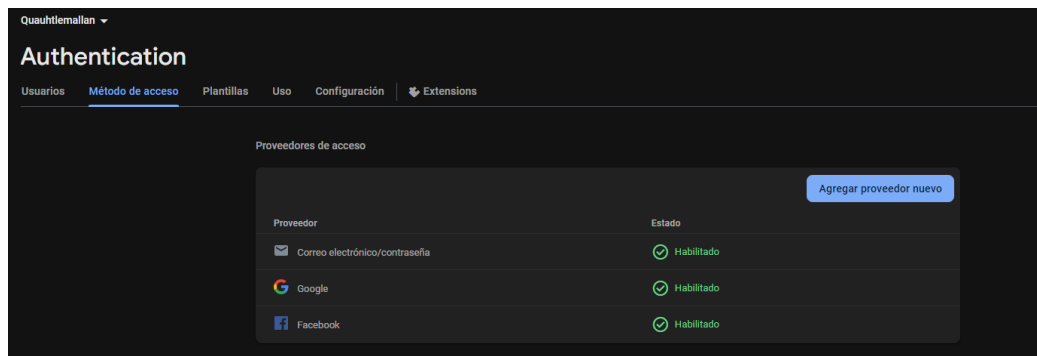 Quauhtlemallan
Authentication
Usuarios Método de acceso Plantillas Uso Configuración Extensions
Proveedores de acceso
Agregar proveedor nuevo
Proveedor Estado
Correo electrónico/contraseña Habilitado
Google Habilitado
Facebook Habilitado